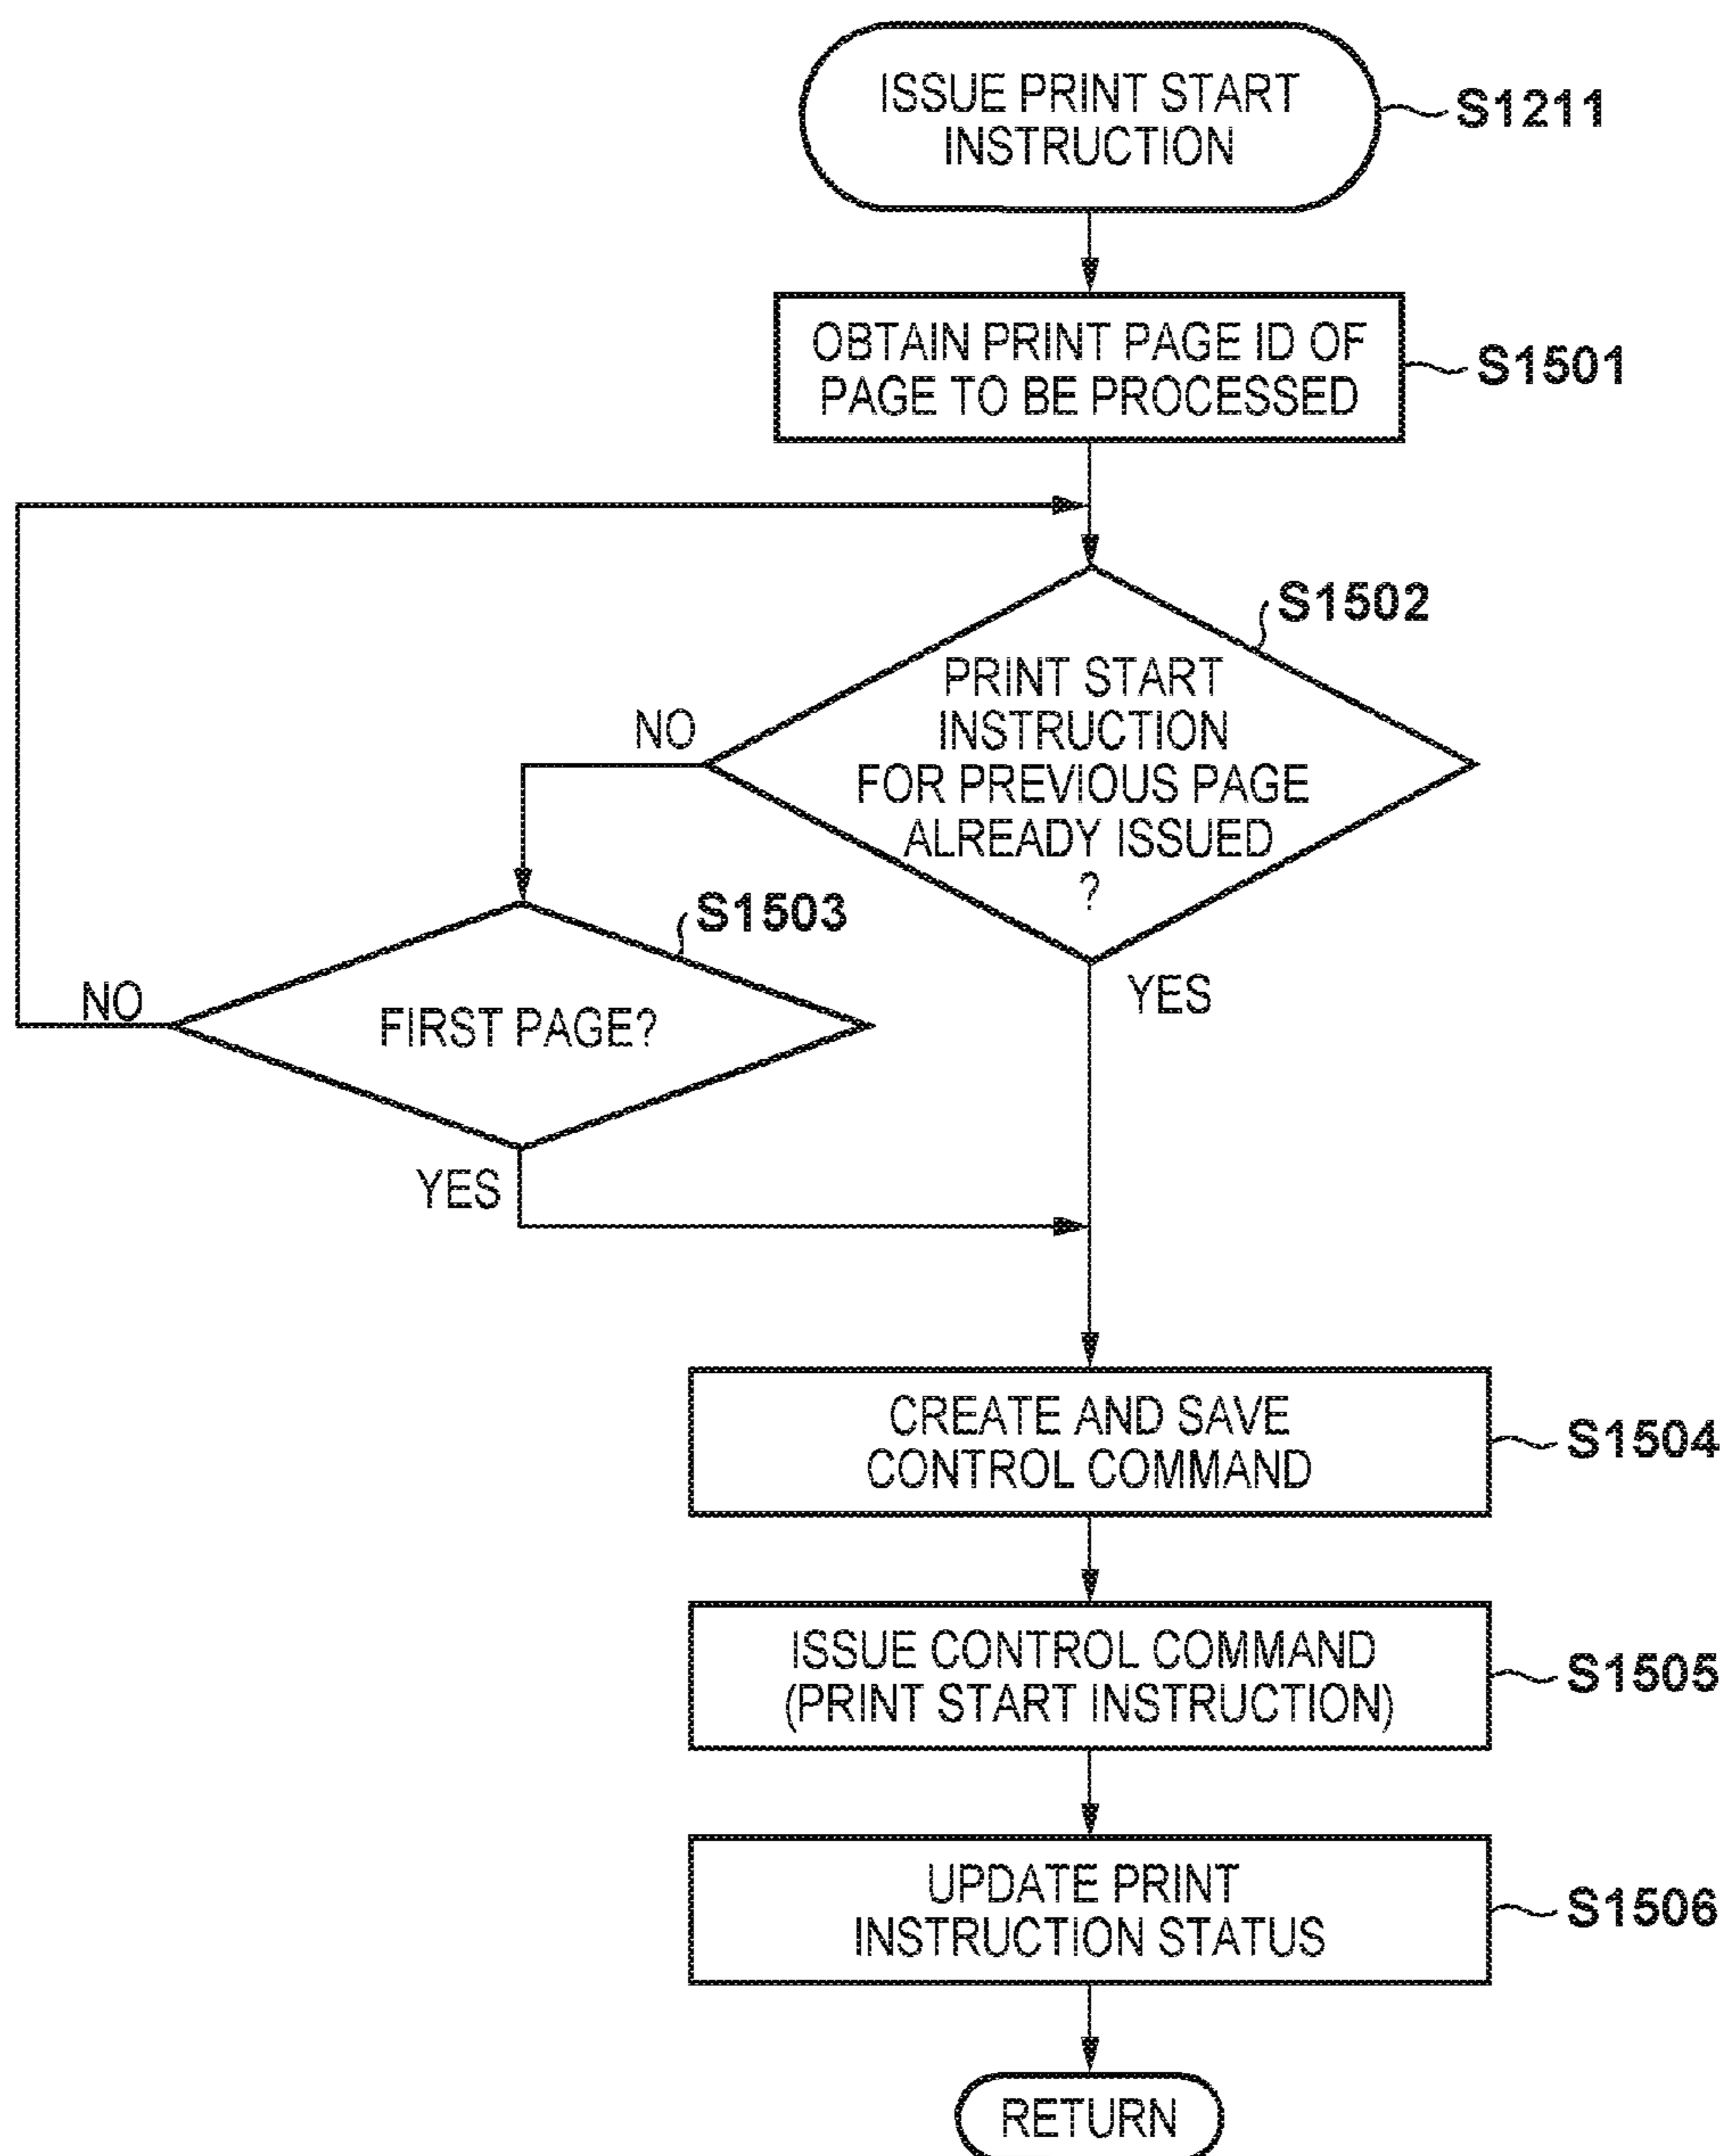 ISSUE PRINT START
INSTRUCTION
S1211
OBTAIN PRINT PAGE ID OF
PAGE TO BE PROCESSED
S1501
S1502
PRINT START
INSTRUCTION
FOR PREVIOUS PAGE
ALREADY ISSUED
?
NO
YES
S1503
FIRST PAGE?
NO
YES
CREATE AND SAVE
CONTROL COMMAND
S1504
ISSUE CONTROL COMMAND
(PRINT START INSTRUCTION)
S1505
UPDATE PRINT
INSTRUCTION STATUS
S1506
RETURN